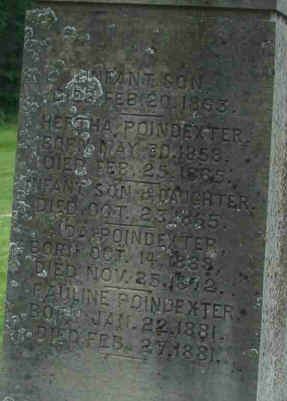 INFANT SON
DIED FEB. 20, 1863.
HERTHA POINDEXTER.
BORN MAY 30, 1858.
DIED FEB. 25, 1865.
INFANT SON & DAUGHTER.
DIED OCT. 23, 1865.
POINDEXTER
BORN OCT. 14,
DIED NOV. 25, 1872.
PAULINE POINDEXTER
BORN JAN. 22, 1881.
DIED FEB. 27, 1881.